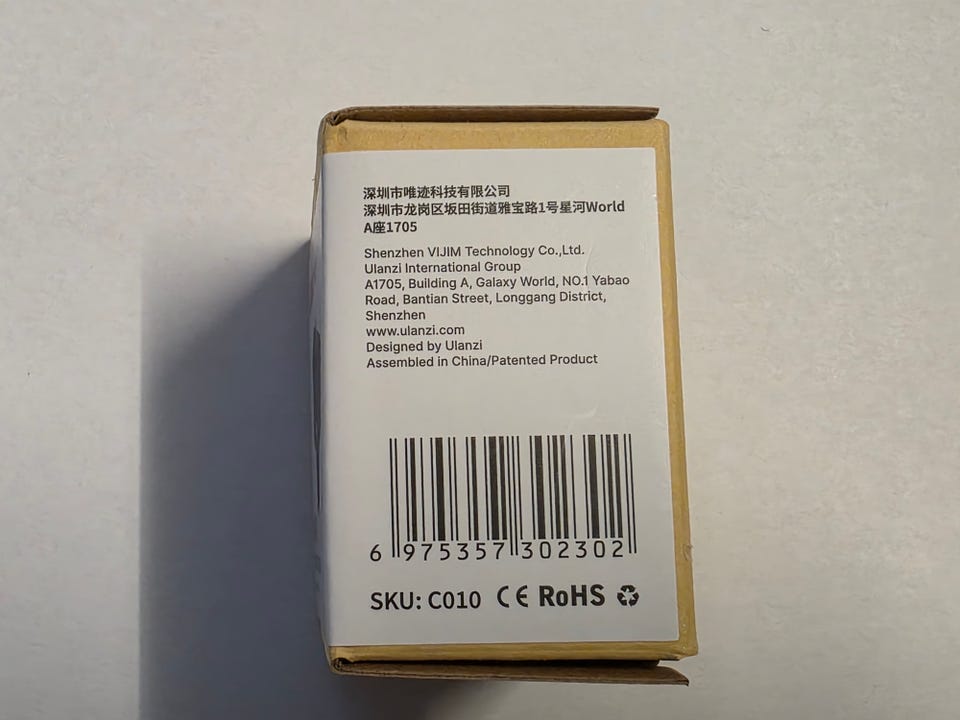 深圳市唯迹科技有限公司
深圳市龙岗区坂田街道雅宝路1号星河World
A座1705
Shenzhen VIJIM Technology Co.,Ltd.
Ulanzi International Group
A1705, Building A, Galaxy World, NO.1 Yabao
Road, Bantian Street, Longgang District,
Shenzhen
www.ulanzi.com
Designed by Ulanzi
Assembled in China/Patented Product
6 975357 302302
SKU: C010 CE RoHS